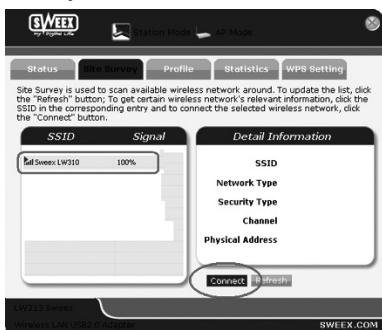 SWEEX
my Digital Life
Station Mode AP Mode
Status Site Survey Profile Statistics WPS Setting
Site Survey is used to scan available wireless network around. To update the list, click
the "Refresh" button; To get certain wireless network's relevant information, click the
SSID in the corresponding entry and to connect the selected wireless network, click
the "Connect" button.
SSID Signal
Sweex LW310 100%
Detail Information
SSID
Network Type
Security Type
Channel
Physical Address
Connect Refresh
LW313 Sweex
Wireless LAN USB2.0 Adapter
SWEEX.COM